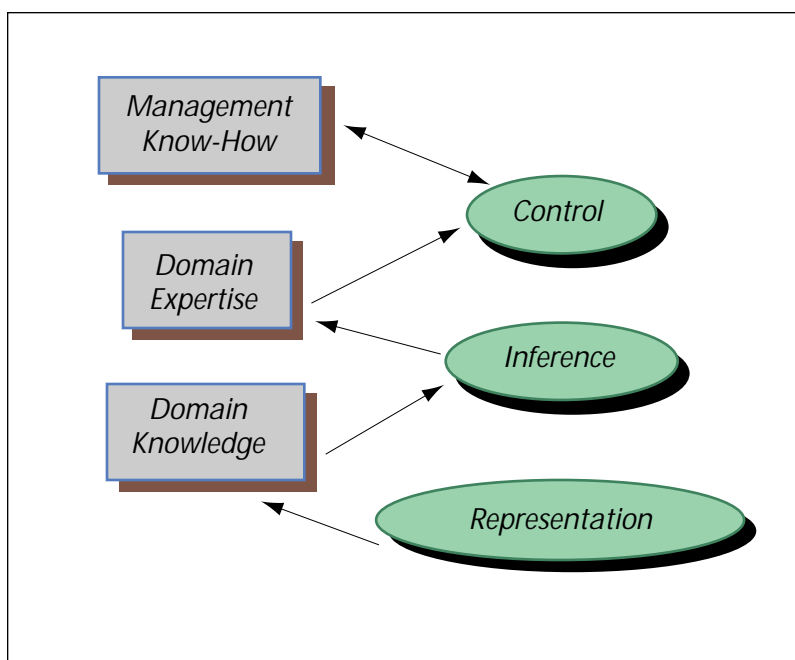 Management
Know-How
Control
Domain
Expertise
Inference
Domain
Knowledge
Representation